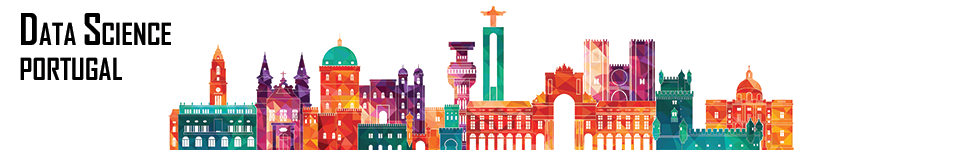 DATA SCIENCE
PORTUGAL